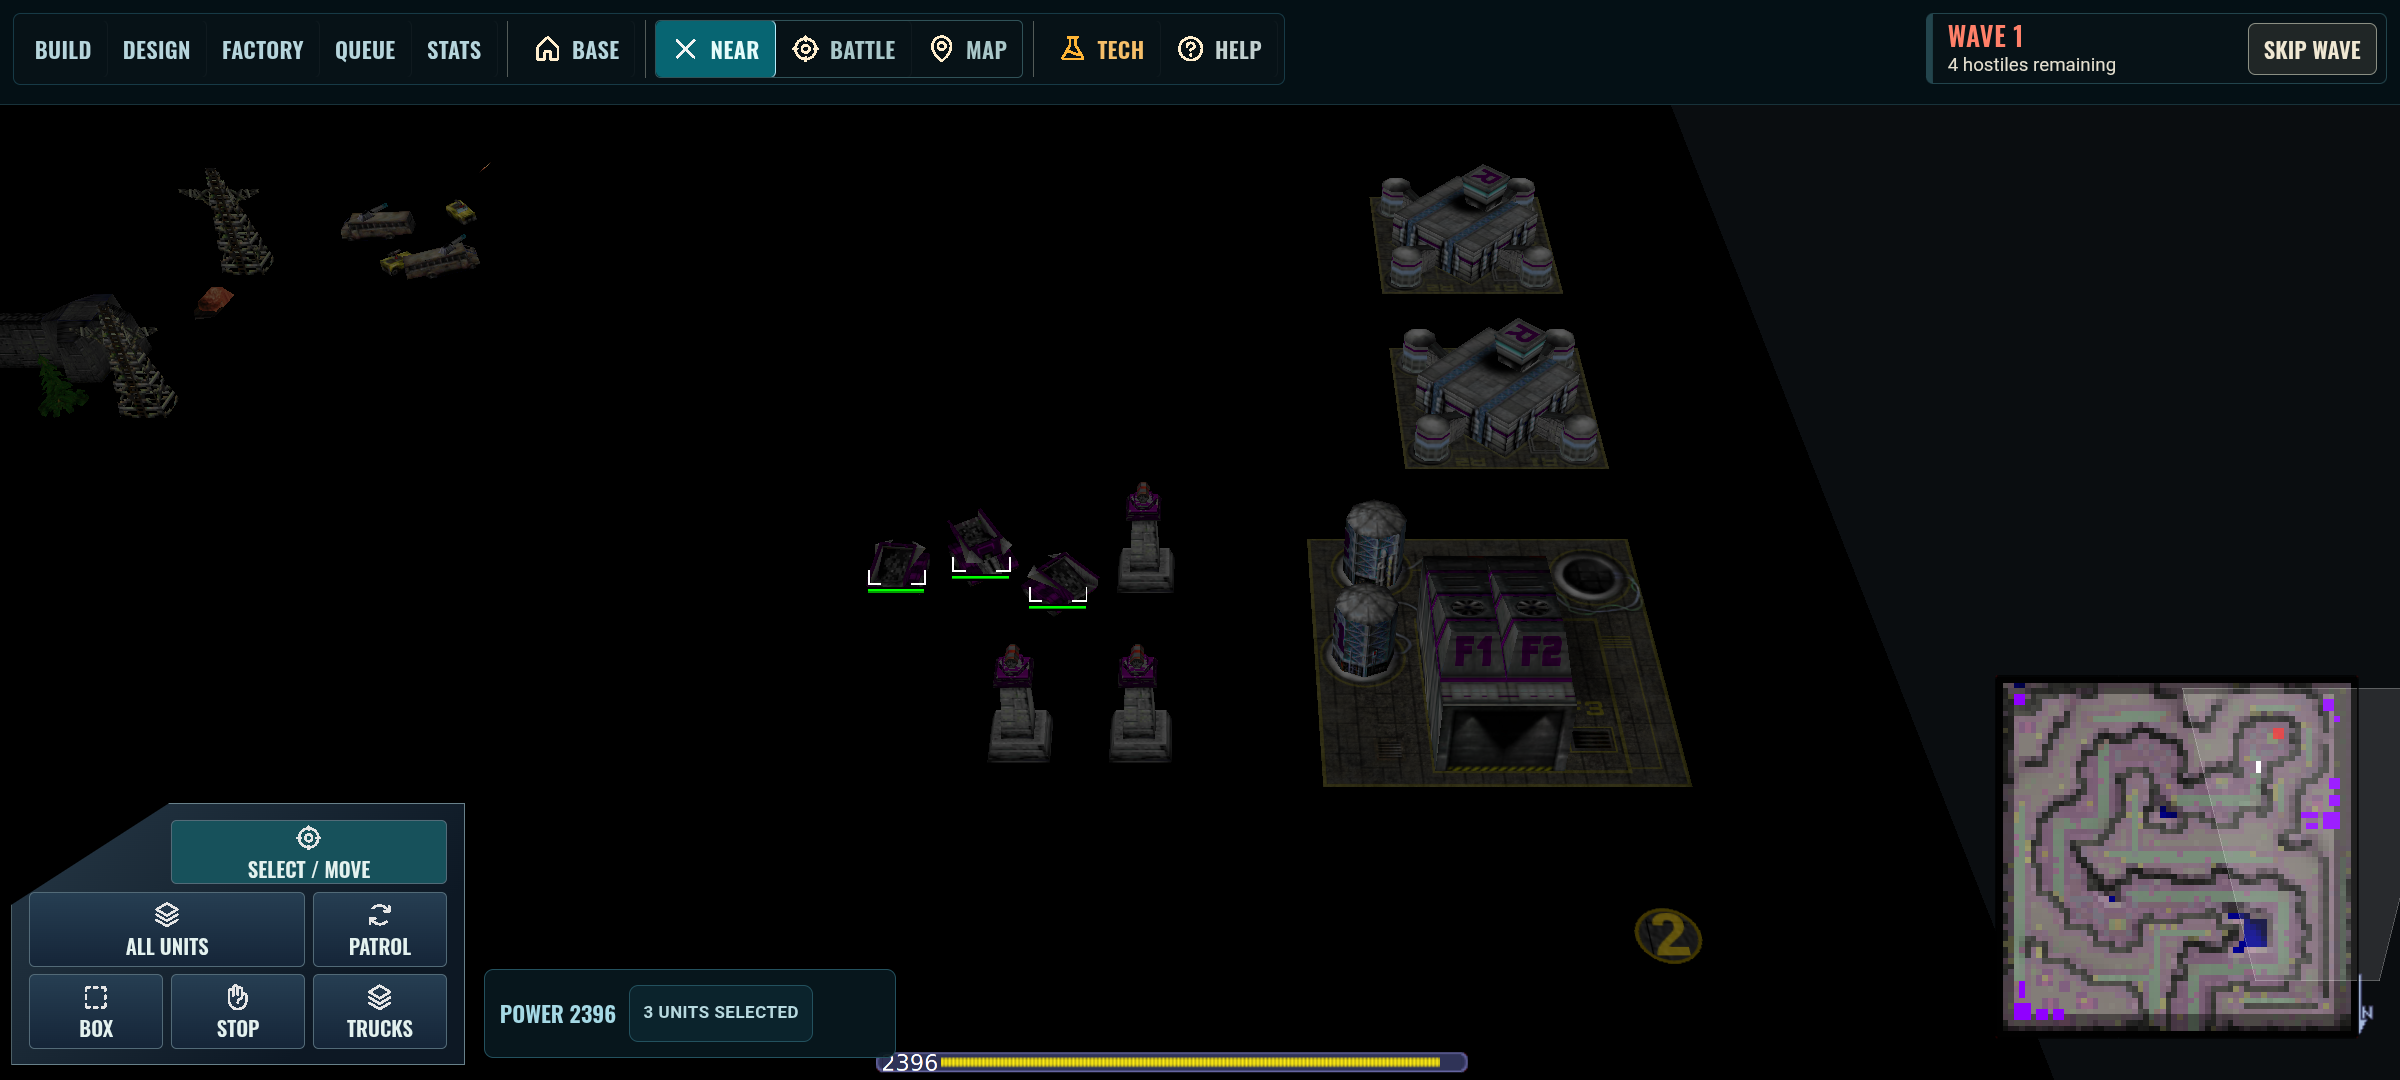 BUILD DESIGN FACTORY QUEUE STATS BASE NEAR BATTLE MAP TECH HELP
WAVE 1
4 hostiles remaining
SKIP WAVE
R
R
F1 F2
3
2
SELECT / MOVE
ALL UNITS PATROL
BOX STOP TRUCKS
POWER 2396 3 UNITS SELECTED
2396
N